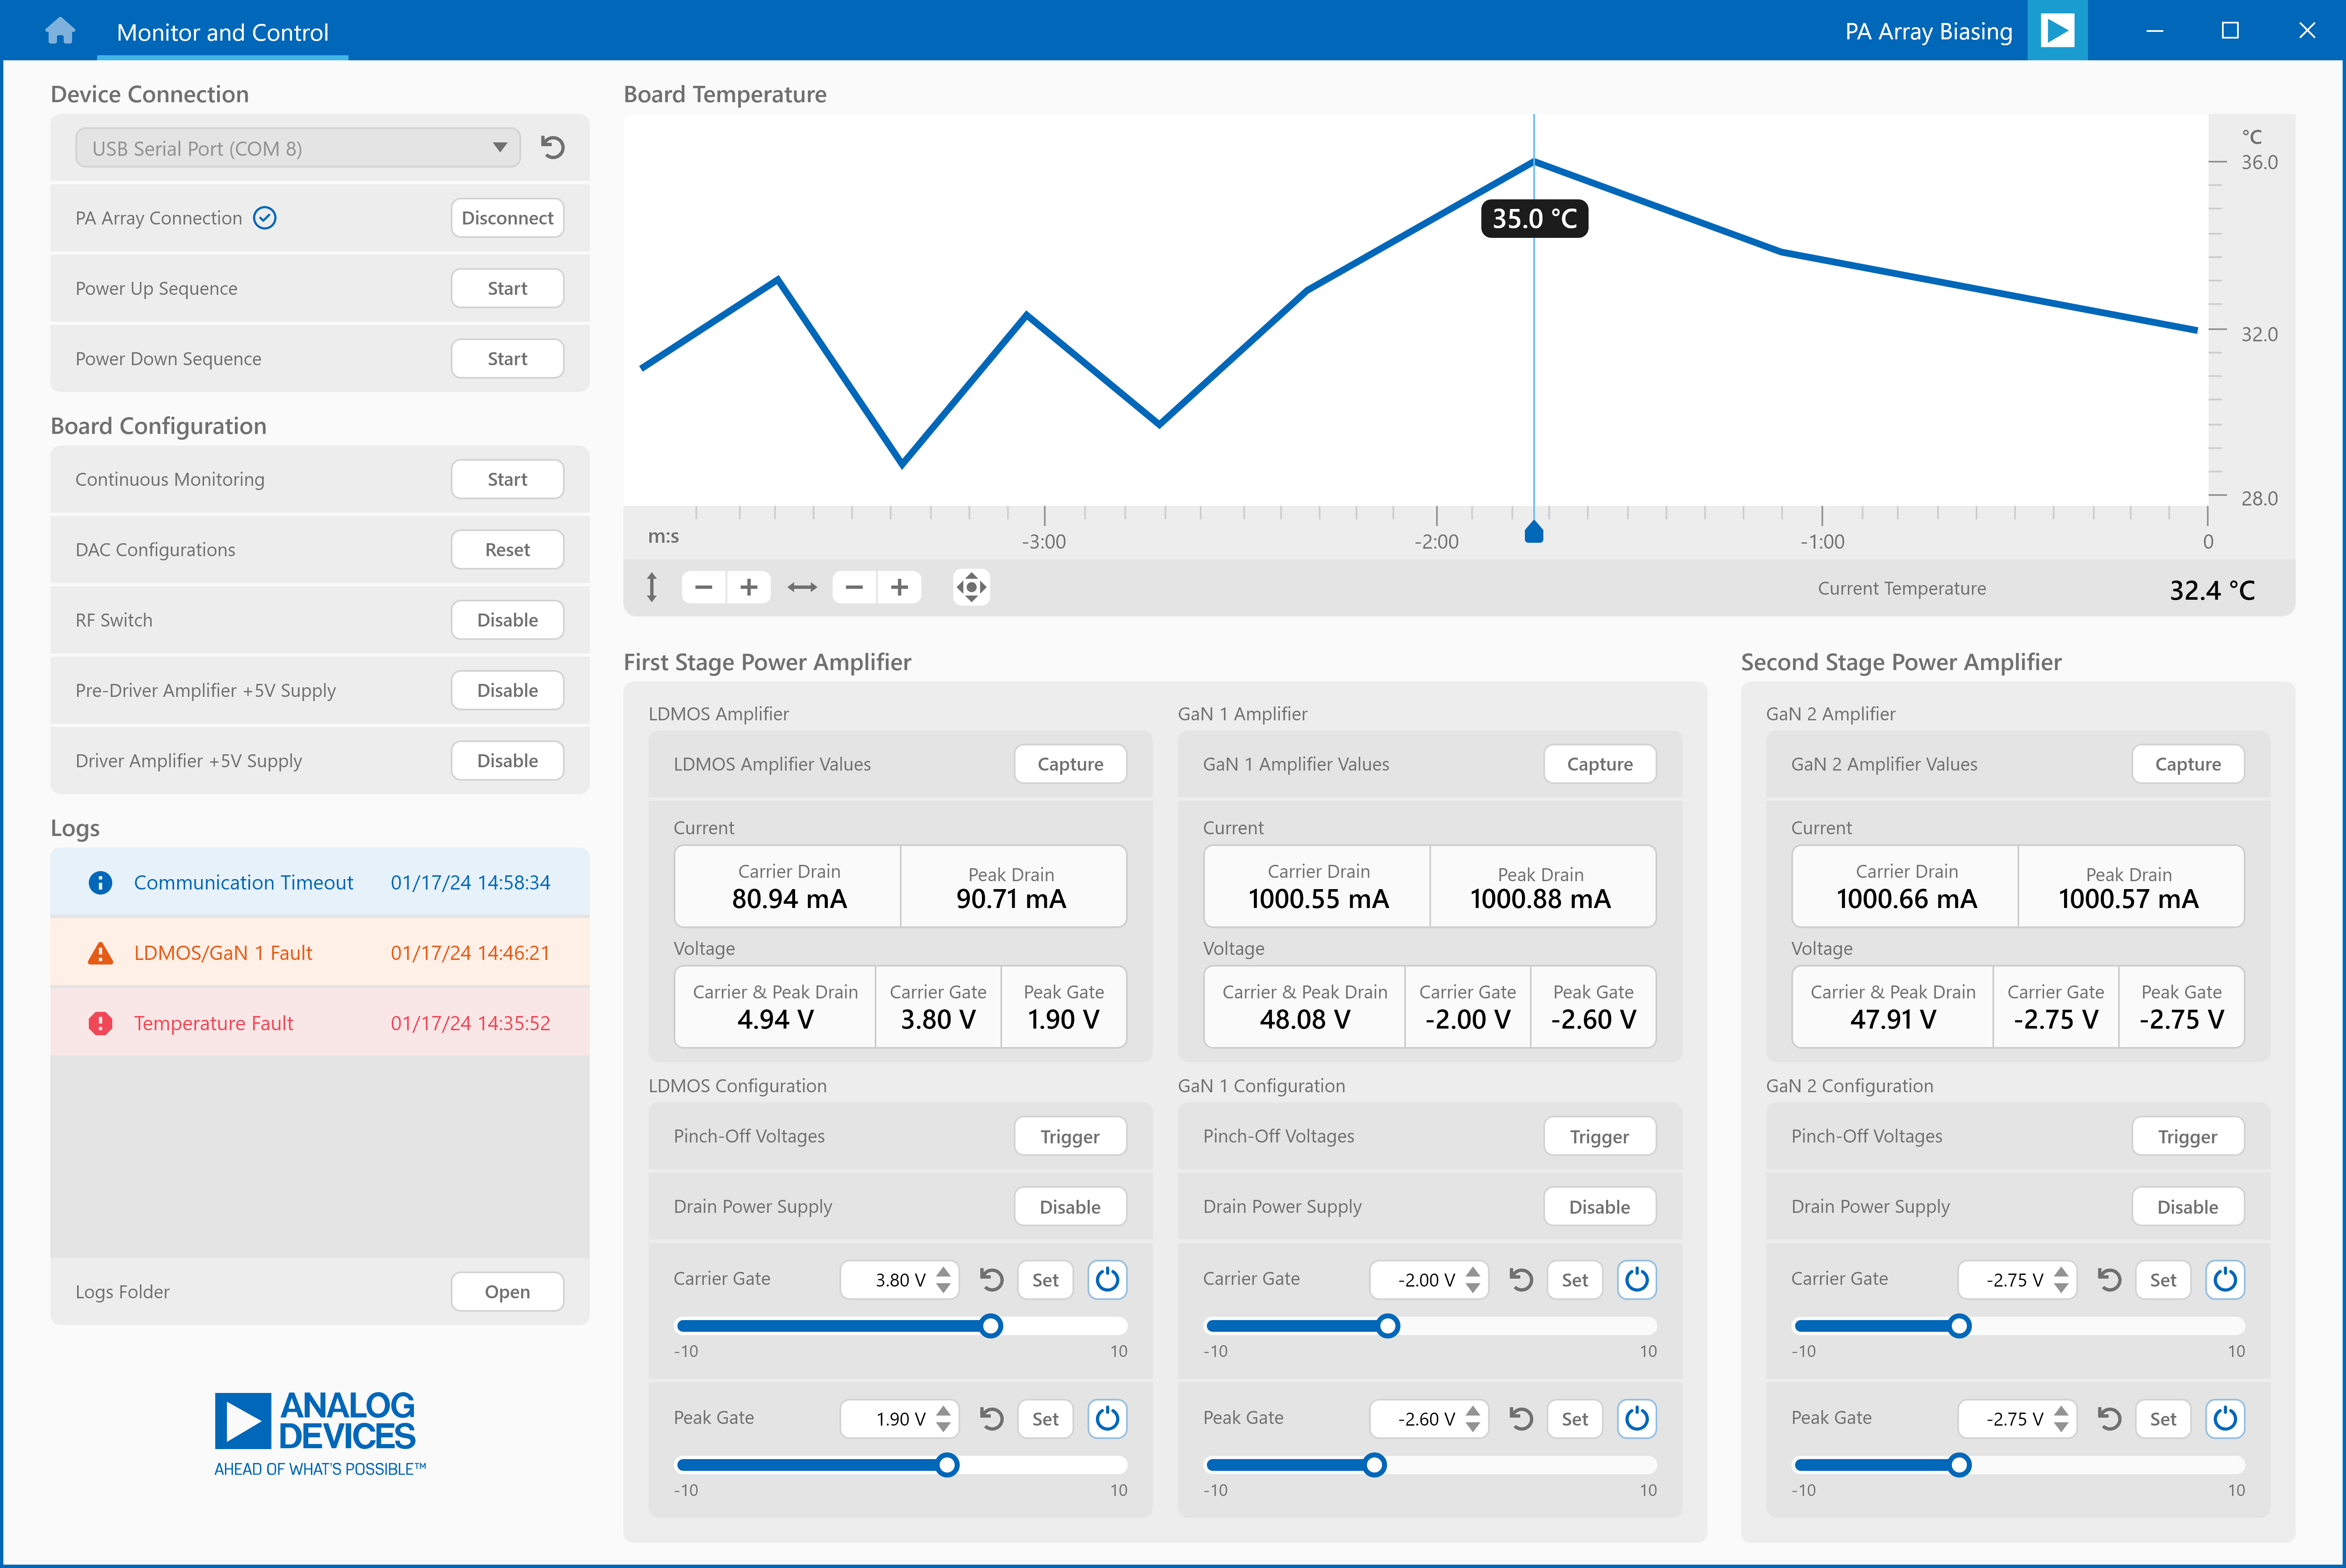 Monitor and Control
PA Array Biasing
Device Connection
USB Serial Port (COM 8)
PA Array Connection
Disconnect
Power Up Sequence
Start
Power Down Sequence
Start
Board Configuration
Continuous Monitoring
Start
DAC Configurations
Reset
RF Switch
Disable
Pre-Driver Amplifier +5V Supply
Disable
Driver Amplifier +5V Supply
Disable
Logs
Communication Timeout 01/17/24 14:58:34
LDMOS/GaN 1 Fault 01/17/24 14:46:21
Temperature Fault 01/17/24 14:35:52
Logs Folder
Open
ANALOG
DEVICES
AHEAD OF WHAT'S POSSIBLE™
Board Temperature
°C
36.0
35.0 °C
32.0
28.0
m:s
-3:00
-2:00
-1:00
0
Current Temperature
32.4 °C
First Stage Power Amplifier
LDMOS Amplifier
LDMOS Amplifier Values
Capture
Current
Carrier Drain
80.94 mA
Peak Drain
90.71 mA
Voltage
Carrier & Peak Drain
4.94 V
Carrier Gate
3.80 V
Peak Gate
1.90 V
LDMOS Configuration
Pinch-Off Voltages
Trigger
Drain Power Supply
Disable
Carrier Gate
3.80 V
Set
-10
10
Peak Gate
1.90 V
Set
-10
10
GaN 1 Amplifier
GaN 1 Amplifier Values
Capture
Current
Carrier Drain
1000.55 mA
Peak Drain
1000.88 mA
Voltage
Carrier & Peak Drain
48.08 V
Carrier Gate
-2.00 V
Peak Gate
-2.60 V
GaN 1 Configuration
Pinch-Off Voltages
Trigger
Drain Power Supply
Disable
Carrier Gate
-2.00 V
Set
-10
10
Peak Gate
-2.60 V
Set
-10
10
Second Stage Power Amplifier
GaN 2 Amplifier
GaN 2 Amplifier Values
Capture
Current
Carrier Drain
1000.66 mA
Peak Drain
1000.57 mA
Voltage
Carrier & Peak Drain
47.91 V
Carrier Gate
-2.75 V
Peak Gate
-2.75 V
GaN 2 Configuration
Pinch-Off Voltages
Trigger
Drain Power Supply
Disable
Carrier Gate
-2.75 V
Set
-10
10
Peak Gate
-2.75 V
Set
-10
10